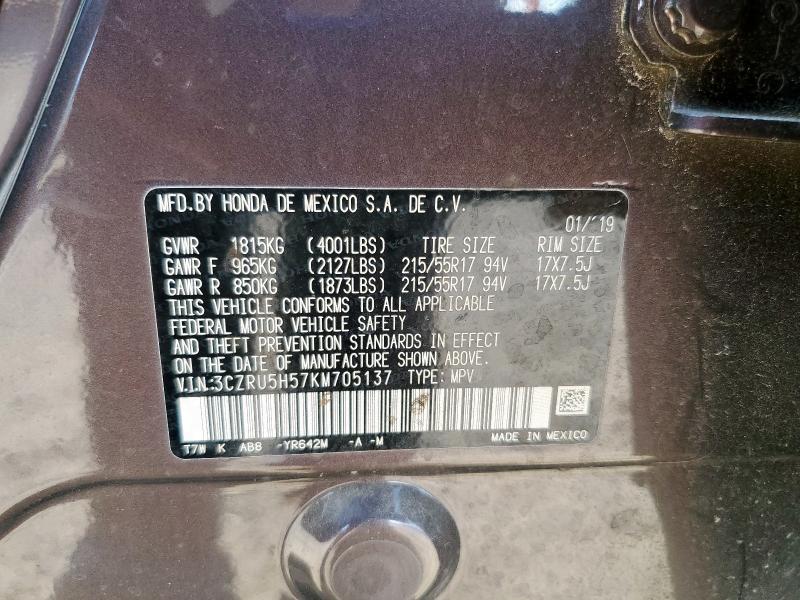 MFD. BY HONDA DE MEXICO S.A. DE C.V.
01/'19
GVWR 1815KG (4001LBS) TIRE SIZE RIM SIZE
GAWR F 965KG (2127LBS) 215/55R17 94V 17X7.5J
GAWR R 850KG (1873LBS) 215/55R17 94V 17X7.5J
THIS VEHICLE CONFORMS TO ALL APPLICABLE
FEDERAL MOTOR VEHICLE SAFETY
AND THEFT PREVENTION STANDARDS IN EFFECT
ON THE DATE OF MANUFACTURE SHOWN ABOVE.
V.I.N:3CZRU5H57KM705137 TYPE: MPV
T7W K AB8 -YR642M -A -M
MADE IN MEXICO